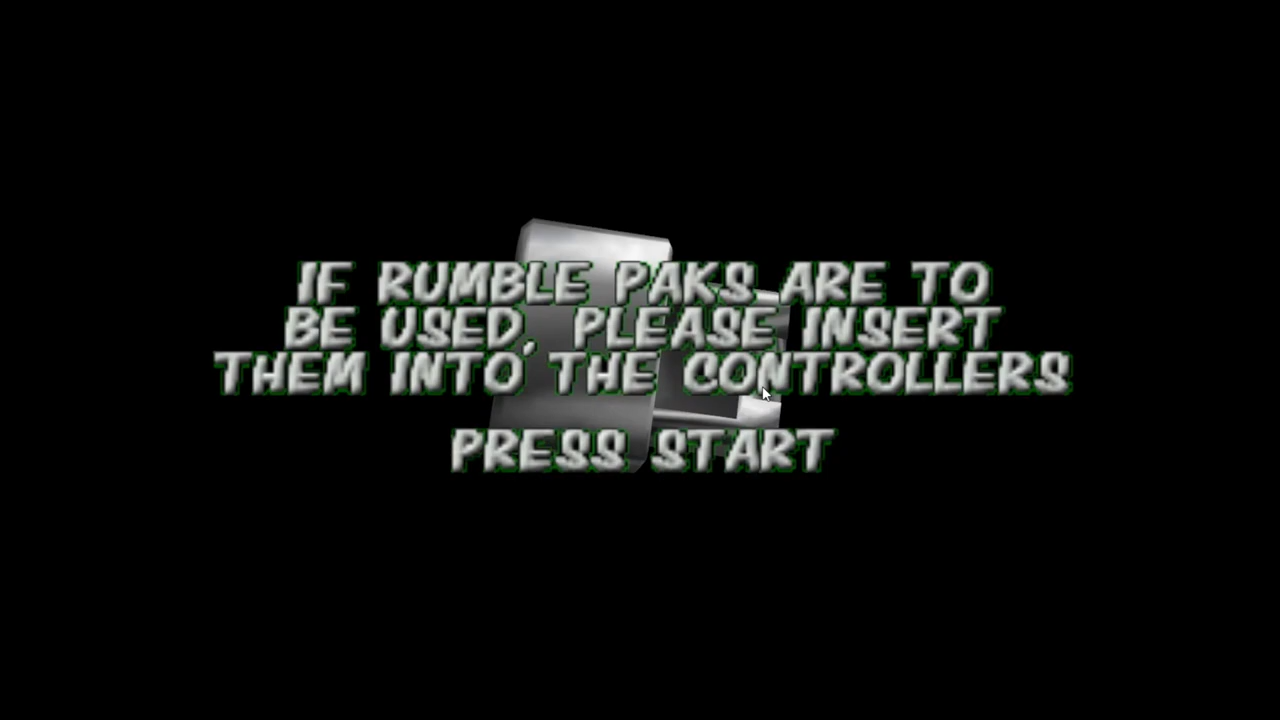 IF RUMBLE PAKS ARE TO
BE USED, PLEASE INSERT
THEM INTO THE CONTROLLERS
PRESS START